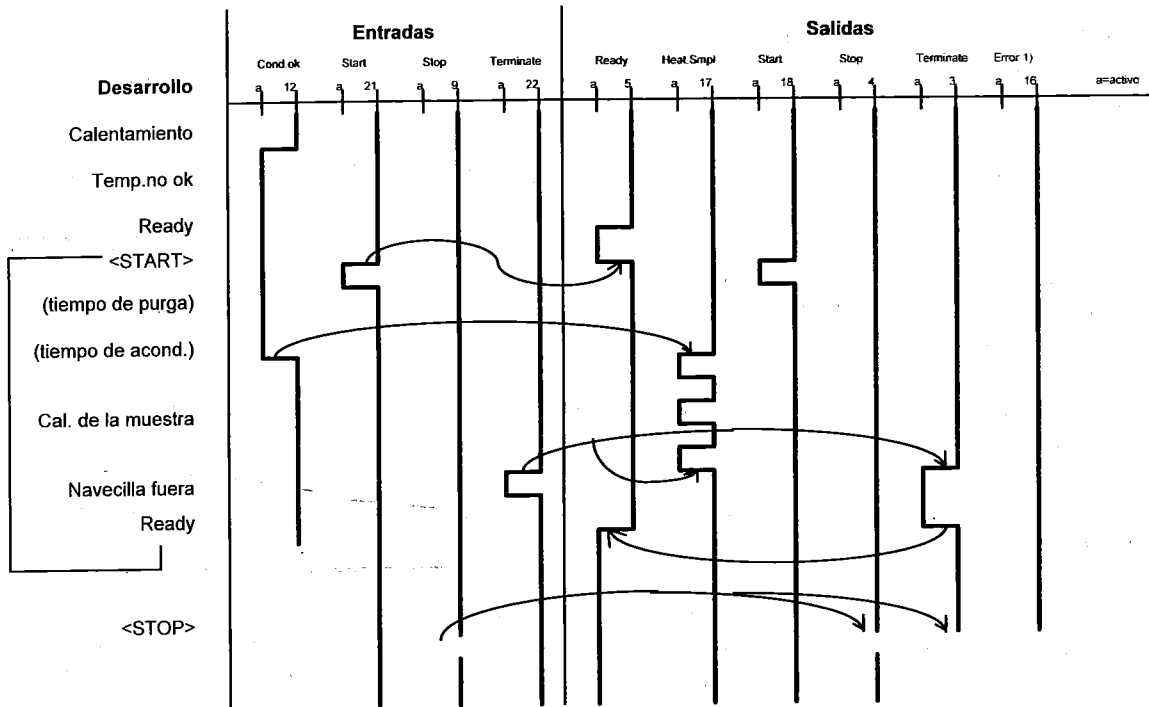 Entradas Salidas
Cond.ok Start Stop Terminate Ready Heat.Smpl Start Stop Terminate Error 1)
Desarrollo a 12 a 21 a 9 a 22 a 5 a 17 a 18 a 4 a 3 a 16 a=activo
Calentamiento
Temp.no ok
Ready
<START>
(tiempo de purga)
(tiempo de acond.)
Cal. de la muestra
Navecilla fuera
Ready
<STOP>